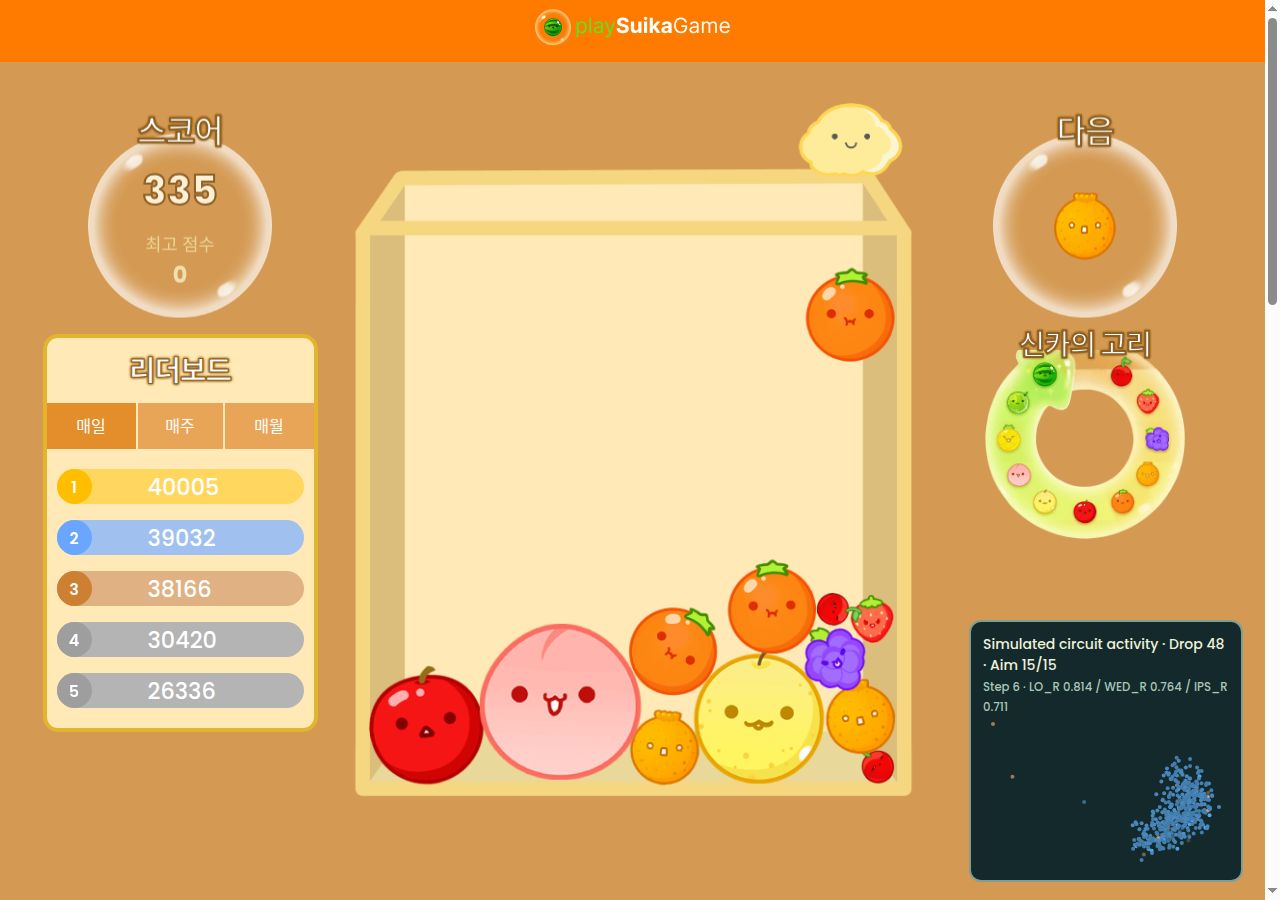 playSuikaGame
스코어
335
최고 점수
0
리더보드
매일 매주 매월
1 40005
2 39032
3 38166
4 30420
5 26336
다음
신카의 고리
Simulated circuit activity · Drop 48
· Aim 15/15
Step 6 · LO_R 0.814 / WED_R 0.764 / IPS_R
0.711